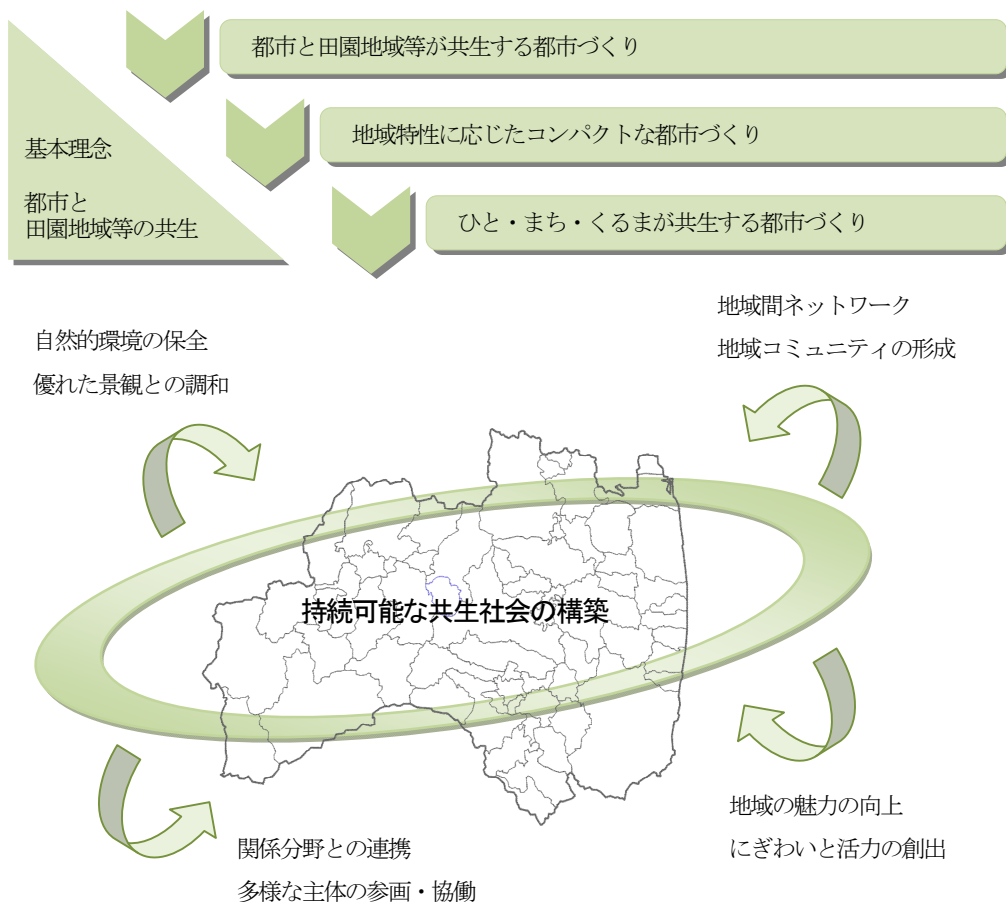 都市と田園地域等が共生する都市づくり
地域特性に応じたコンパクトな都市づくり
ひと・まち・くるまが共生する都市づくり
基本理念
都市と
田園地域等の共生
地域間ネットワーク
地域コミュニティの形成
自然的環境の保全
優れた景観との調和
持続可能な共生社会の構築
地域の魅力の向上
にぎわいと活力の創出
関係分野との連携
多様な主体の参画・協働